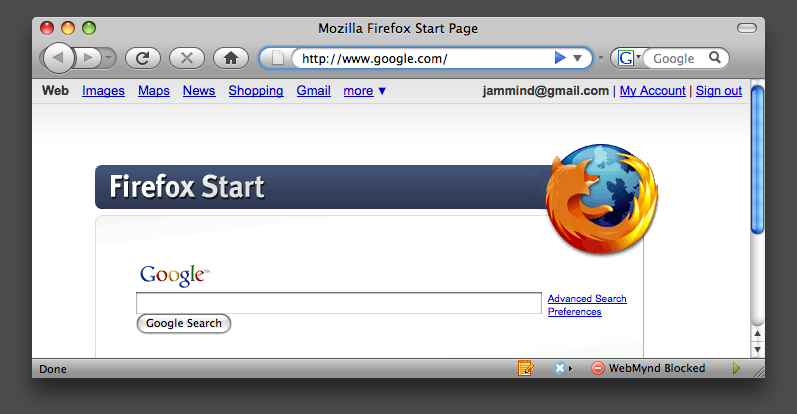 Mozilla Firefox Start Page
http://www.google.com/
G Google
Web Images Maps News Shopping Gmail more ▼ jammind@gmail.com | My Account | Sign out
Firefox Start
Google™
Advanced Search
Preferences
Google Search
Done WebMynd Blocked